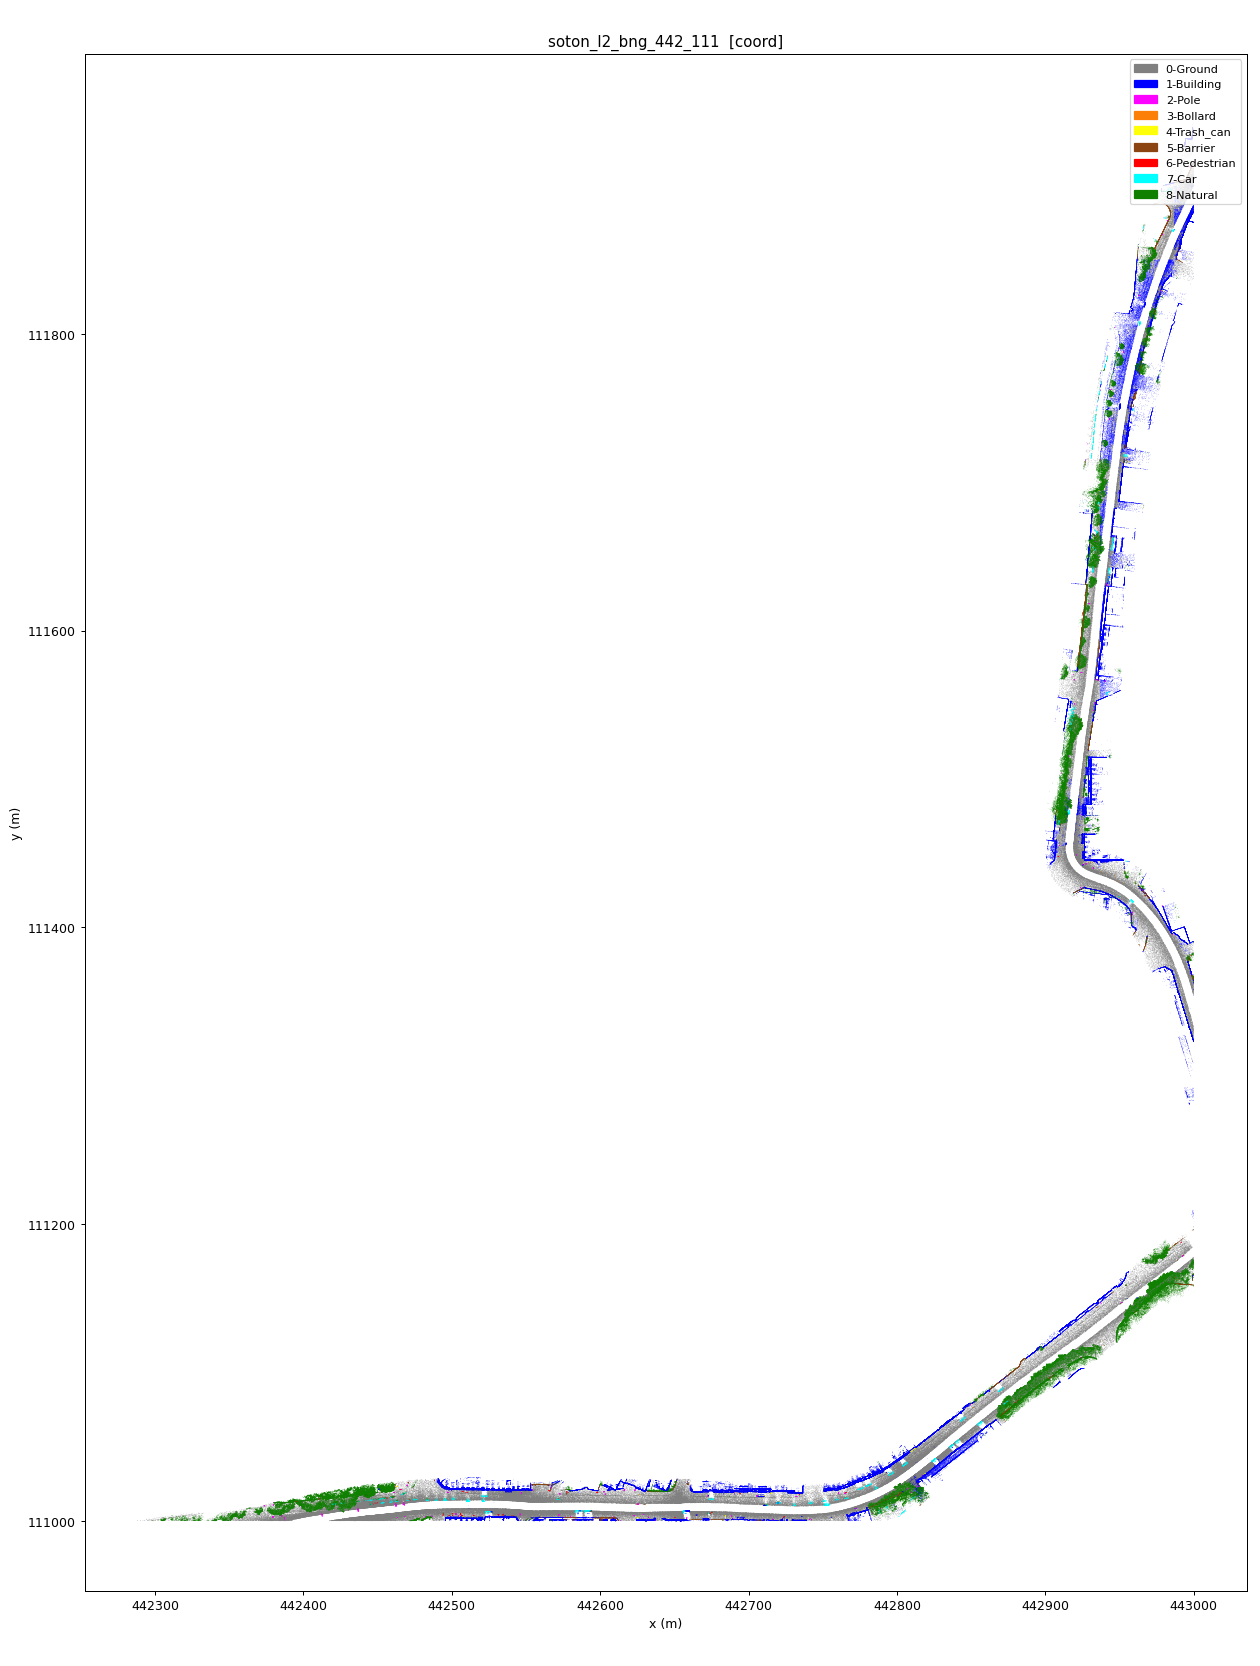 soton_l2_bng_442_111 [coord]
0-Ground
1-Building
2-Pole
3-Bollard
4-Trash_can
5-Barrier
6-Pedestrian
7-Car
8-Natural
111800
111600
111400
111200
111000
y (m)
442300 442400 442500 442600 442700 442800 442900 443000
x (m)